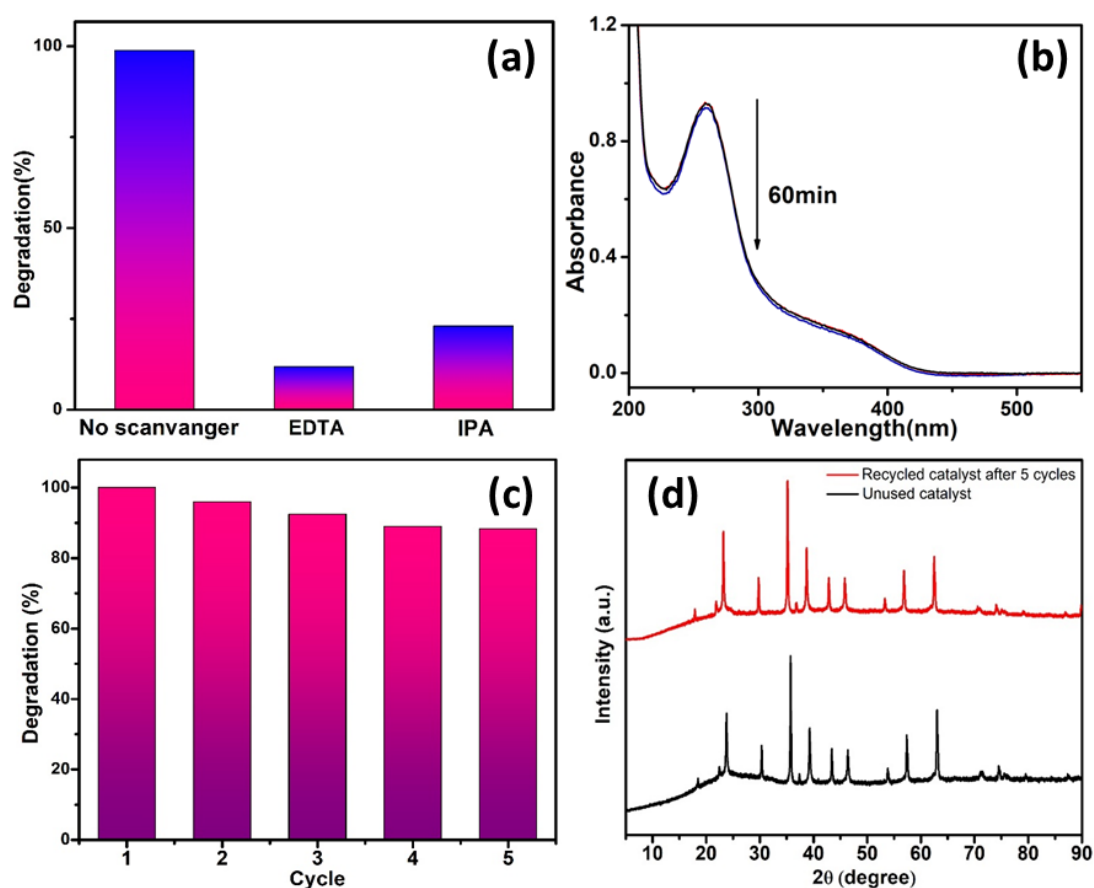 (a)
100
50
0
Degradation(%)
No scanvanger EDTA IPA
(b)
1.2
0.8
0.4
0.0
Absorbance
60min
200 300 400 500
Wavelength(nm)
(c)
100
80
60
40
20
0
Degradation (%)
1 2 3 4 5
Cycle
(d)
Recycled catalyst after 5 cycles
Unused catalyst
Intensity (a.u.)
10 20 30 40 50 60 70 80 90
2θ (degree)